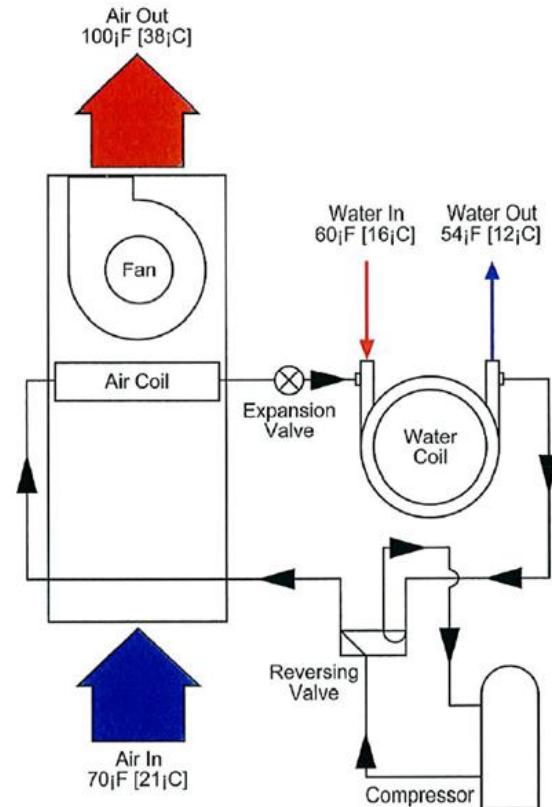 Air Out
100¡F [38¡C]
Fan
Water In
60¡F [16¡C]
Water Out
54¡F [12¡C]
Air Coil
Expansion
Valve
Water
Coil
Reversing
Valve
Air In
70¡F [21¡C]
Compressor